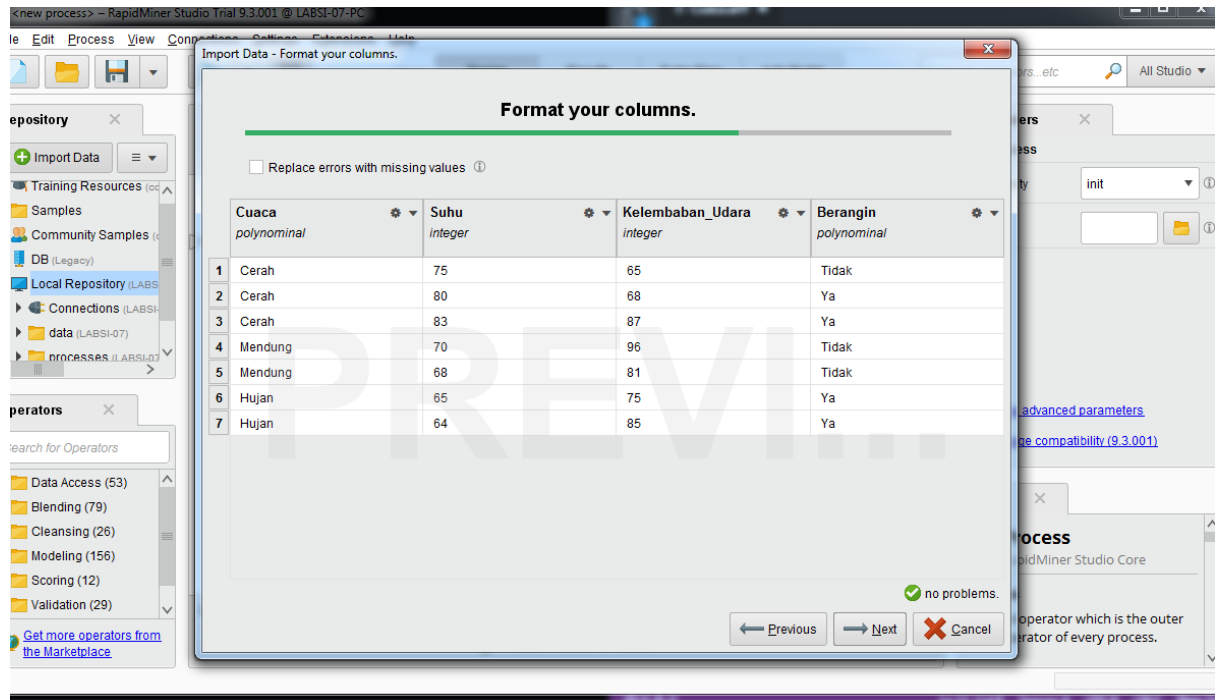 <new process> – RapidMiner Studio Trial 9.3.001 @ LABSI-07-PC
Edit Process View
Import Data - Format your columns.
All Studio
Format your columns.
Replace errors with missing values
Import Data
Training Resources
Samples
Community Samples
DB (Legacy)
Local Repository (LABS
Connections (LABSI-
data (LABSI-07)
processes (LABSI-07
Search for Operators
Data Access (53)
Blending (79)
Cleansing (26)
Modeling (156)
Scoring (12)
Validation (29)
Get more operators from
the Marketplace
Cuaca Suhu Kelembaban_Udara Berangin
polynominal integer integer polynominal
1 Cerah 75 65 Tidak
2 Cerah 80 68 Ya
3 Cerah 83 87 Ya
4 Mendung 70 96 Tidak
5 Mendung 68 81 Tidak
6 Hujan 65 75 Ya
7 Hujan 64 85 Ya
PREVI...
no problems.
Previous Next Cancel
init
advanced parameters
ge compatibility (9.3.001)
rocess
pidMiner Studio Core
operator which is the outer
erator of every process.